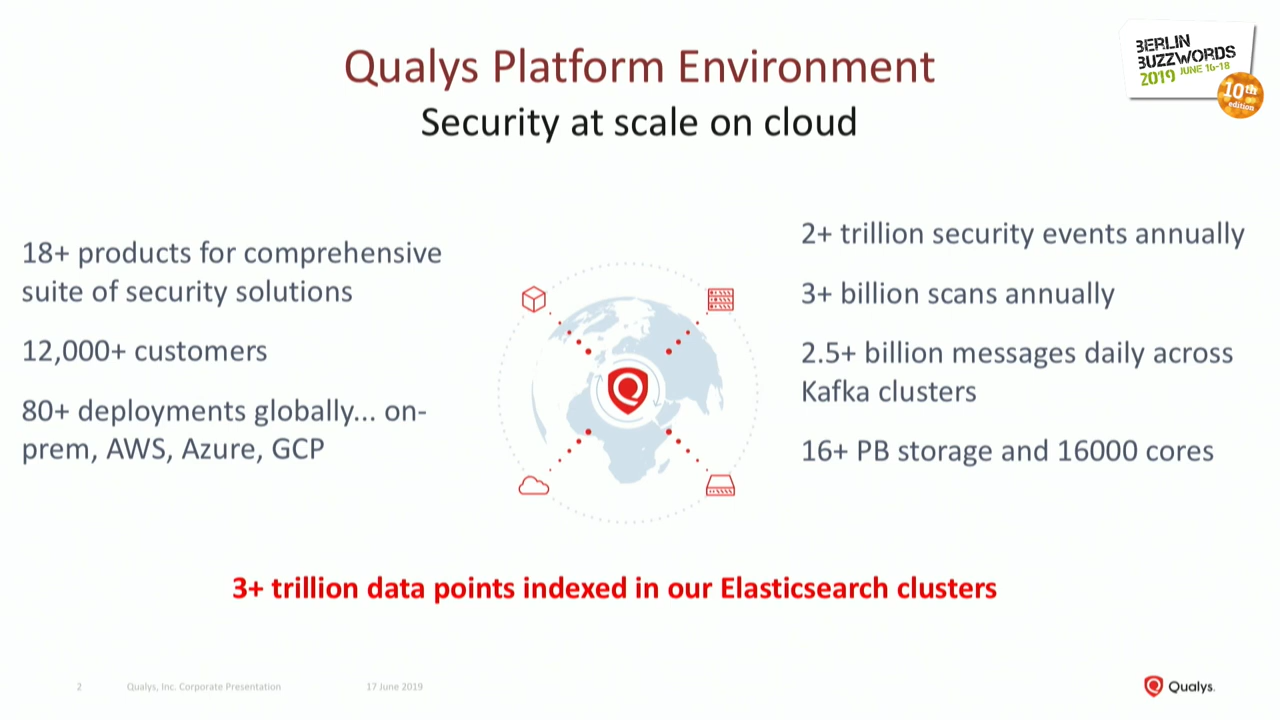 Qualys Platform Environment
Security at scale on cloud
BERLIN
BUZZWORDS
2019 JUNE 16-18
10th
edition
18+ products for comprehensive
suite of security solutions
12,000+ customers
80+ deployments globally... on-
prem, AWS, Azure, GCP
2+ trillion security events annually
3+ billion scans annually
2.5+ billion messages daily across
Kafka clusters
16+ PB storage and 16000 cores
3+ trillion data points indexed in our Elasticsearch clusters
2
Qualys, Inc. Corporate Presentation
17 June 2019
Qualys.